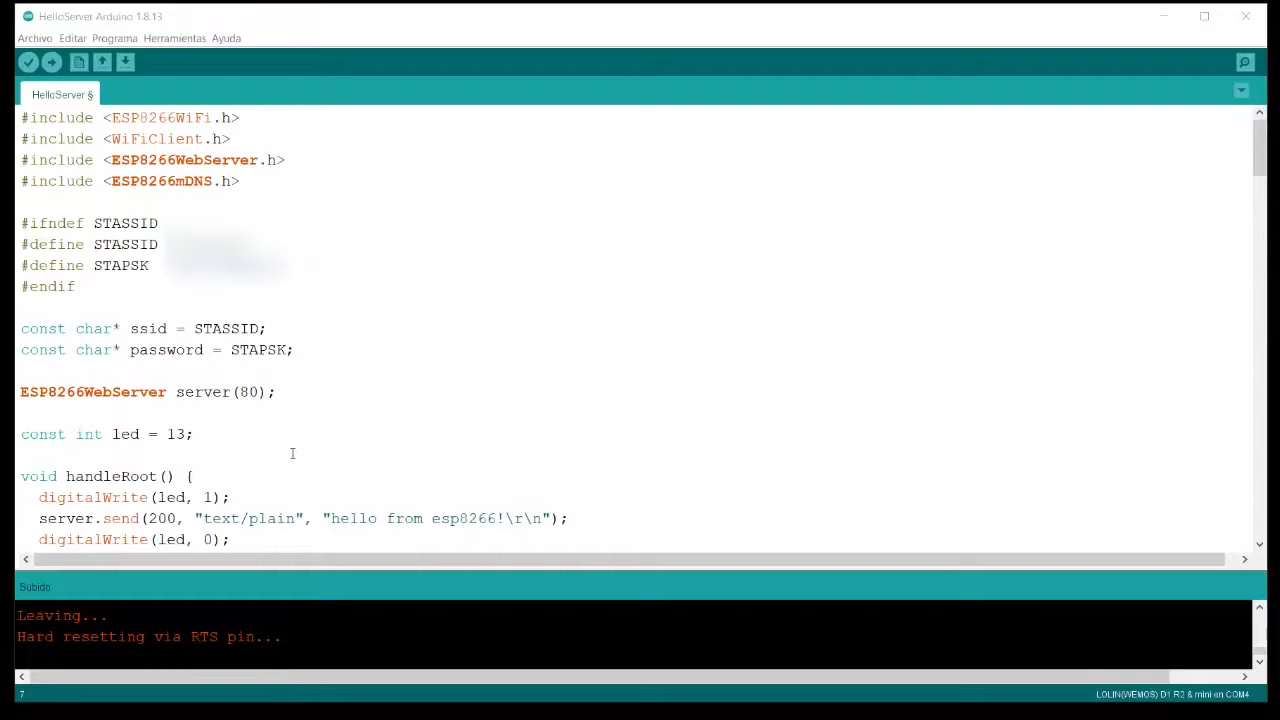 HelloServer Arduino 1.8.13
Archivo Editar Programa Herramientas Ayuda
HelloServer §
#include <ESP8266WiFi.h>
#include <WiFiClient.h>
#include <ESP8266WebServer.h>
#include <ESP8266mDNS.h>
#ifndef STASSID
#define STASSID
#define STAPSK
#endif
const char* ssid = STASSID;
const char* password = STAPSK;
ESP8266WebServer server(80);
const int led = 13;
void handleRoot() {
  digitalWrite(led, 1);
  server.send(200, "text/plain", "hello from esp8266!\r\n");
  digitalWrite(led, 0);
Subido
Leaving...
Hard resetting via RTS pin...
7
LOLIN(WEMOS) D1 R2 & mini en COM4